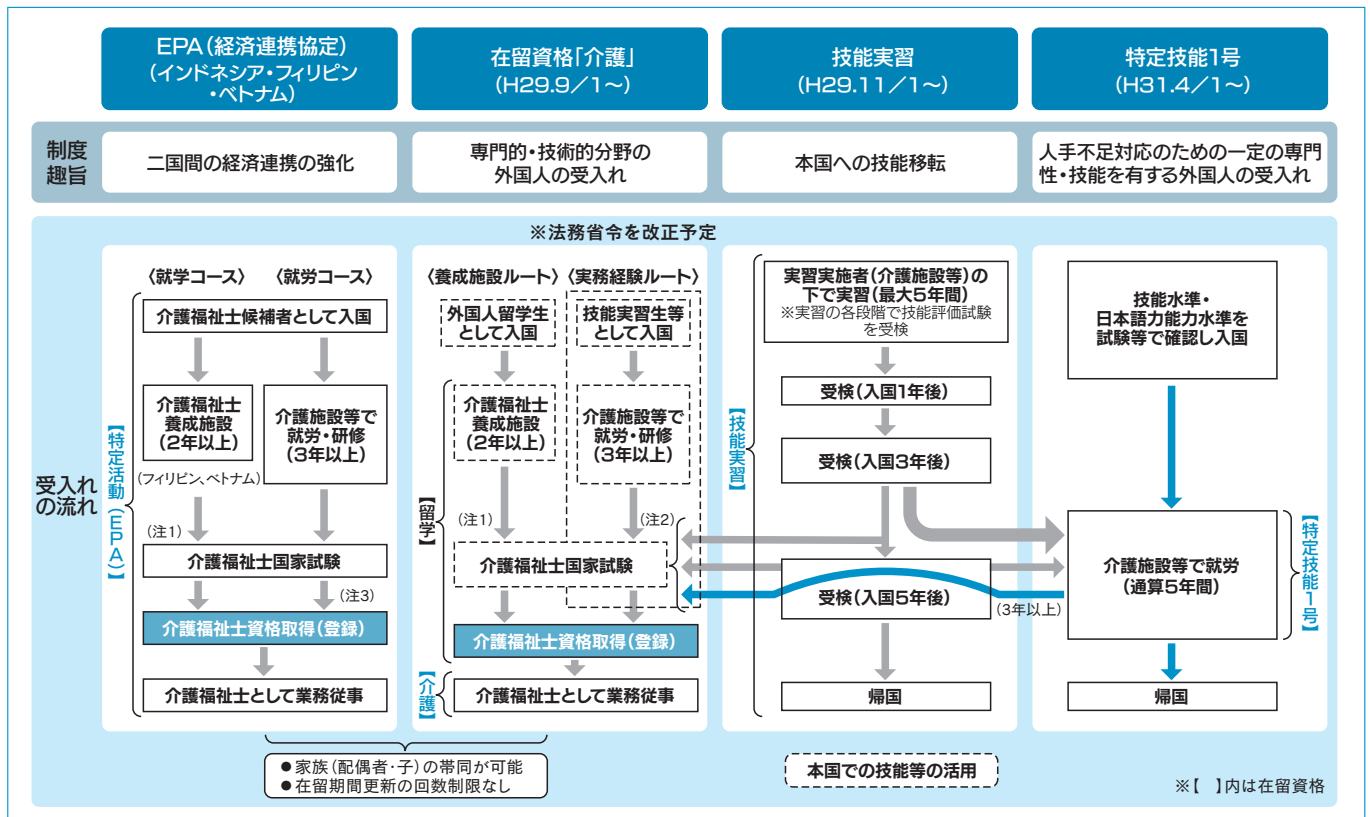 EPA（経済連携協定）
（インドネシア・フィリピン
・ベトナム）
在留資格「介護」
（H29.9／1～）
技能実習
（H29.11／1～）
特定技能1号
（H31.4／1～）
制度
趣旨
二国間の経済連携の強化
専門的・技術的分野の
外国人の受入れ
本国への技能移転
人手不足対応のための一定の専門
性・技能を有する外国人の受入れ
受入れ
の流れ
※法務省令を改正予定
〈就学コース〉
〈就労コース〉
介護福祉士候補者として入国
介護福祉士
養成施設
（2年以上）
介護施設等で
就労・研修
（3年以上）
（フィリピン、ベトナム）
【特定活動（EPA）】
（注1）
介護福祉士国家試験
（注3）
介護福祉士資格取得（登録）
介護福祉士として業務従事
〈養成施設ルート〉
〈実務経験ルート〉
外国人留学生
として入国
技能実習生等
として入国
介護福祉士
養成施設
（2年以上）
介護施設等で
就労・研修
（3年以上）
【留学】
（注1）
（注2）
介護福祉士国家試験
介護福祉士資格取得（登録）
【介護】
介護福祉士として業務従事
実習実施者（介護施設等）の
下で実習（最大5年間）
※実習の各段階で技能評価試験
を受検
受検（入国1年後）
【技能実習】
受検（入国3年後）
受検（入国5年後）
帰国
技能水準・
日本語力能力水準を
試験等で確認し入国
介護施設等で就労
（通算5年間）
【特定技能1号】
（3年以上）
帰国
●家族（配偶者・子）の帯同が可能
●在留期間更新の回数制限なし
本国での技能等の活用
※【　】内は在留資格